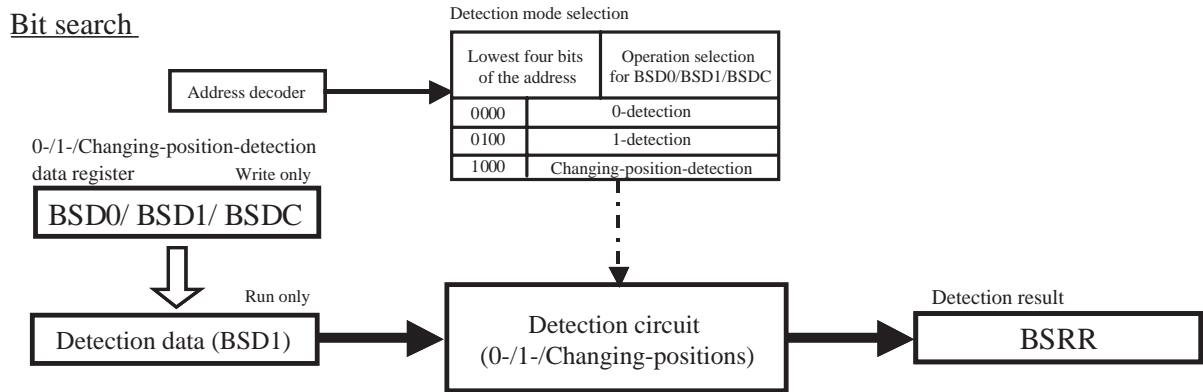 Bit search
Detection mode selection
Lowest four bits
of the address
Operation selection
for BSD0/BSD1/BSDC
Address decoder
0000
0-detection
0100
1-detection
1000
Changing-position-detection
0-/1-/Changing-position-detection
data register
Write only
BSD0/ BSD1/ BSDC
Run only
Detection data (BSD1)
Detection circuit
(0-/1-/Changing-positions)
Detection result
BSRR